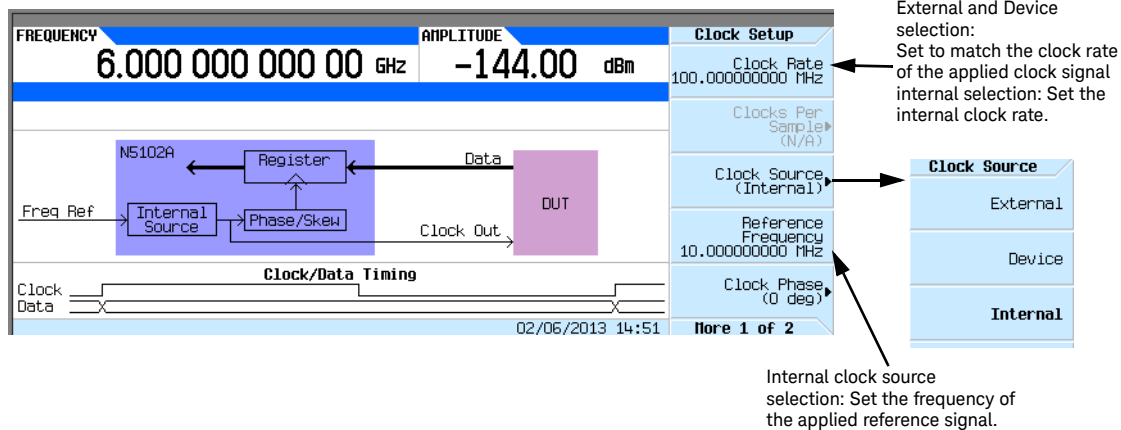 FREQUENCY
6.000 000 000 00 GHz
AMPLITUDE
-144.00 dBm
N5102A
Register
Data
Freq Ref
Internal
Source
Phase/Skew
Clock Out
DUT
Clock/Data Timing
Clock
Data
02/06/2013 14:51
Clock Setup
Clock Rate
100.000000000 MHz
Clocks Per
Sample
(N/A)
Clock Source
(Internal)
Reference
Frequency
10.000000000 MHz
Clock Phase
(0 deg)
More 1 of 2
External and Device
selection:
Set to match the clock rate
of the applied clock signal
internal selection: Set the
internal clock rate.
Clock Source
External
Device
Internal
Internal clock source
selection: Set the frequency of
the applied reference signal.